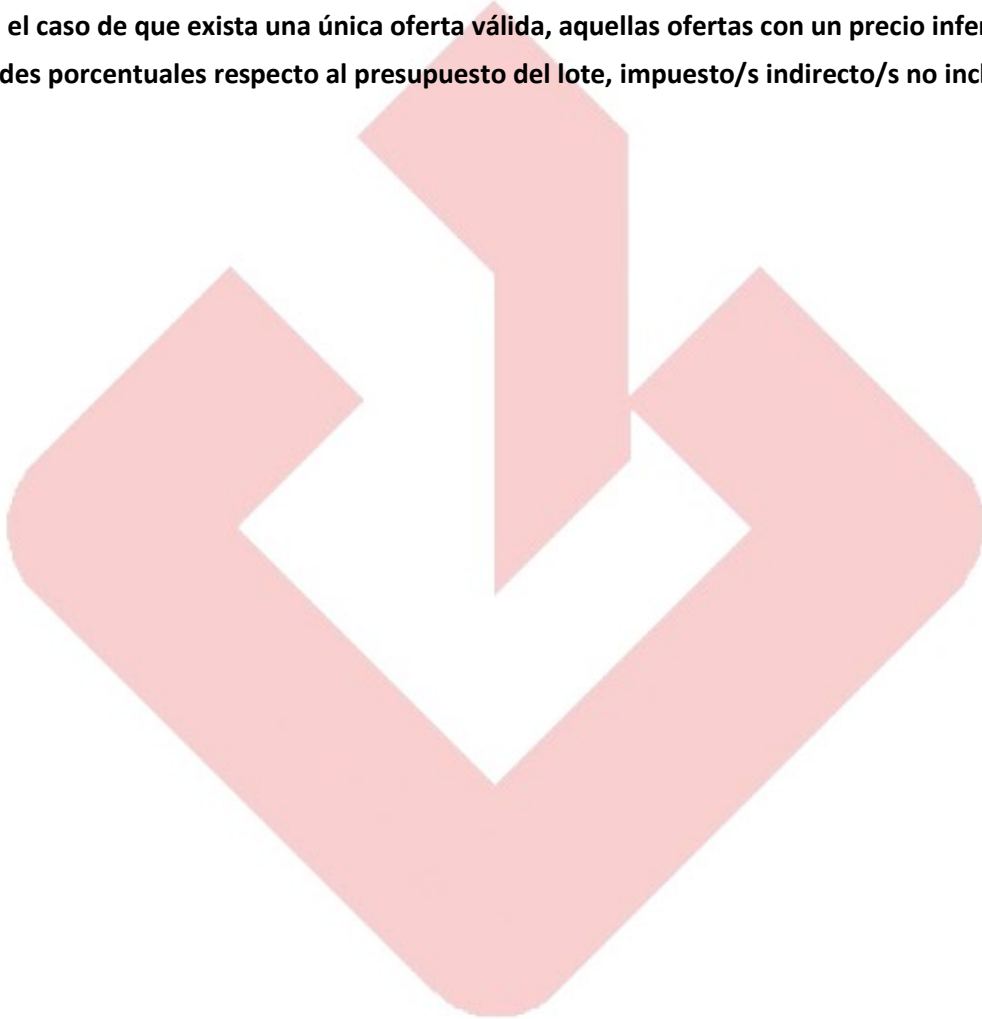 el caso de que exista una única oferta válida, aquellas ofertas con un precio infer
des porcentuales respecto al presupuesto del lote, impuesto/s indirecto/s no incl